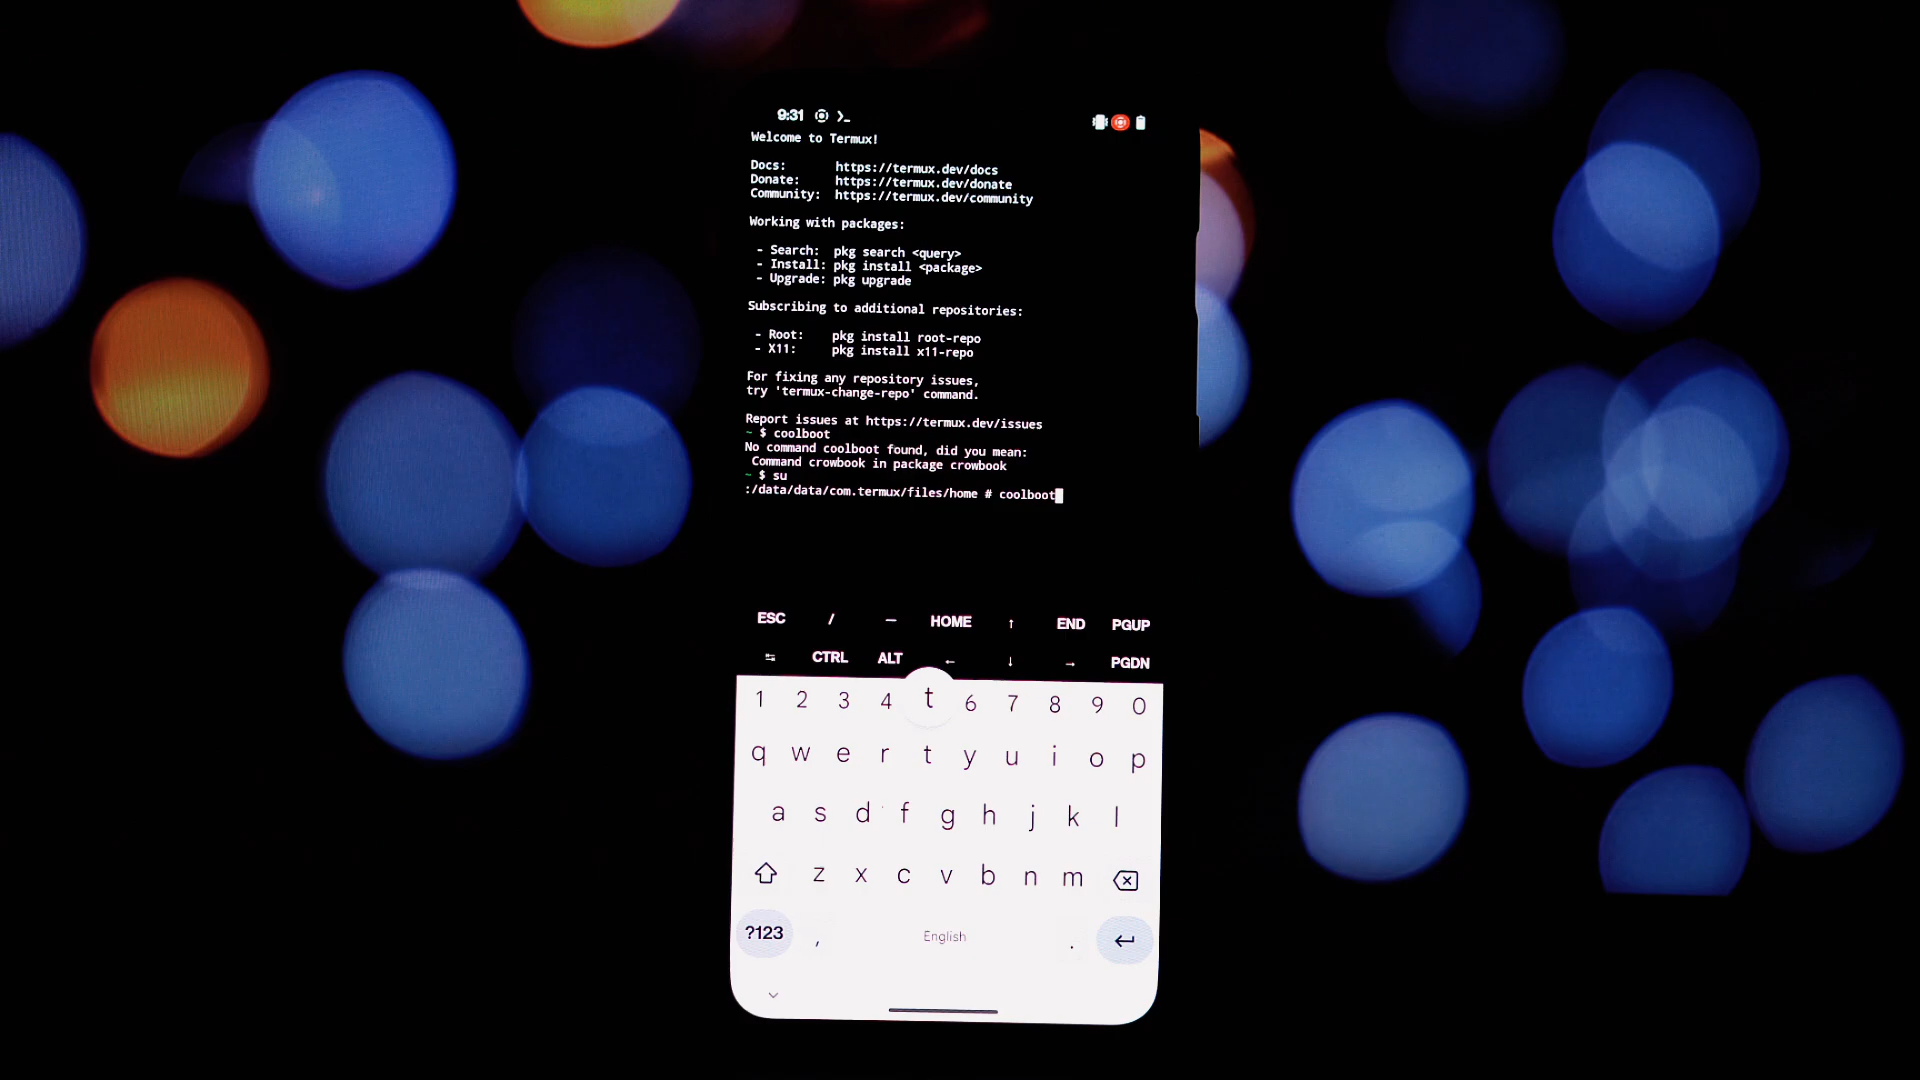 9:31
Welcome to Termux!
Docs: https://termux.dev/docs
Donate: https://termux.dev/donate
Community: https://termux.dev/community
Working with packages:
- Search: pkg search <query>
- Install: pkg install <package>
- Upgrade: pkg upgrade
Subscribing to additional repositories:
- Root: pkg install root-repo
- X11: pkg install x11-repo
For fixing any repository issues,
try 'termux-change-repo' command.
Report issues at https://termux.dev/issues
~ $ coolboot
No command coolboot found, did you mean:
Command crowbook in package crowbook
~ $ su
:/data/data/com.termux/files/home # coolboot
ESC / — HOME ↑ END PGUP
⇆ CTRL ALT ← ↓ → PGDN
1 2 3 4 t 6 7 8 9 0
q w e r t y u i o p
a s d f g h j k l
z x c v b n m
?123 , English .